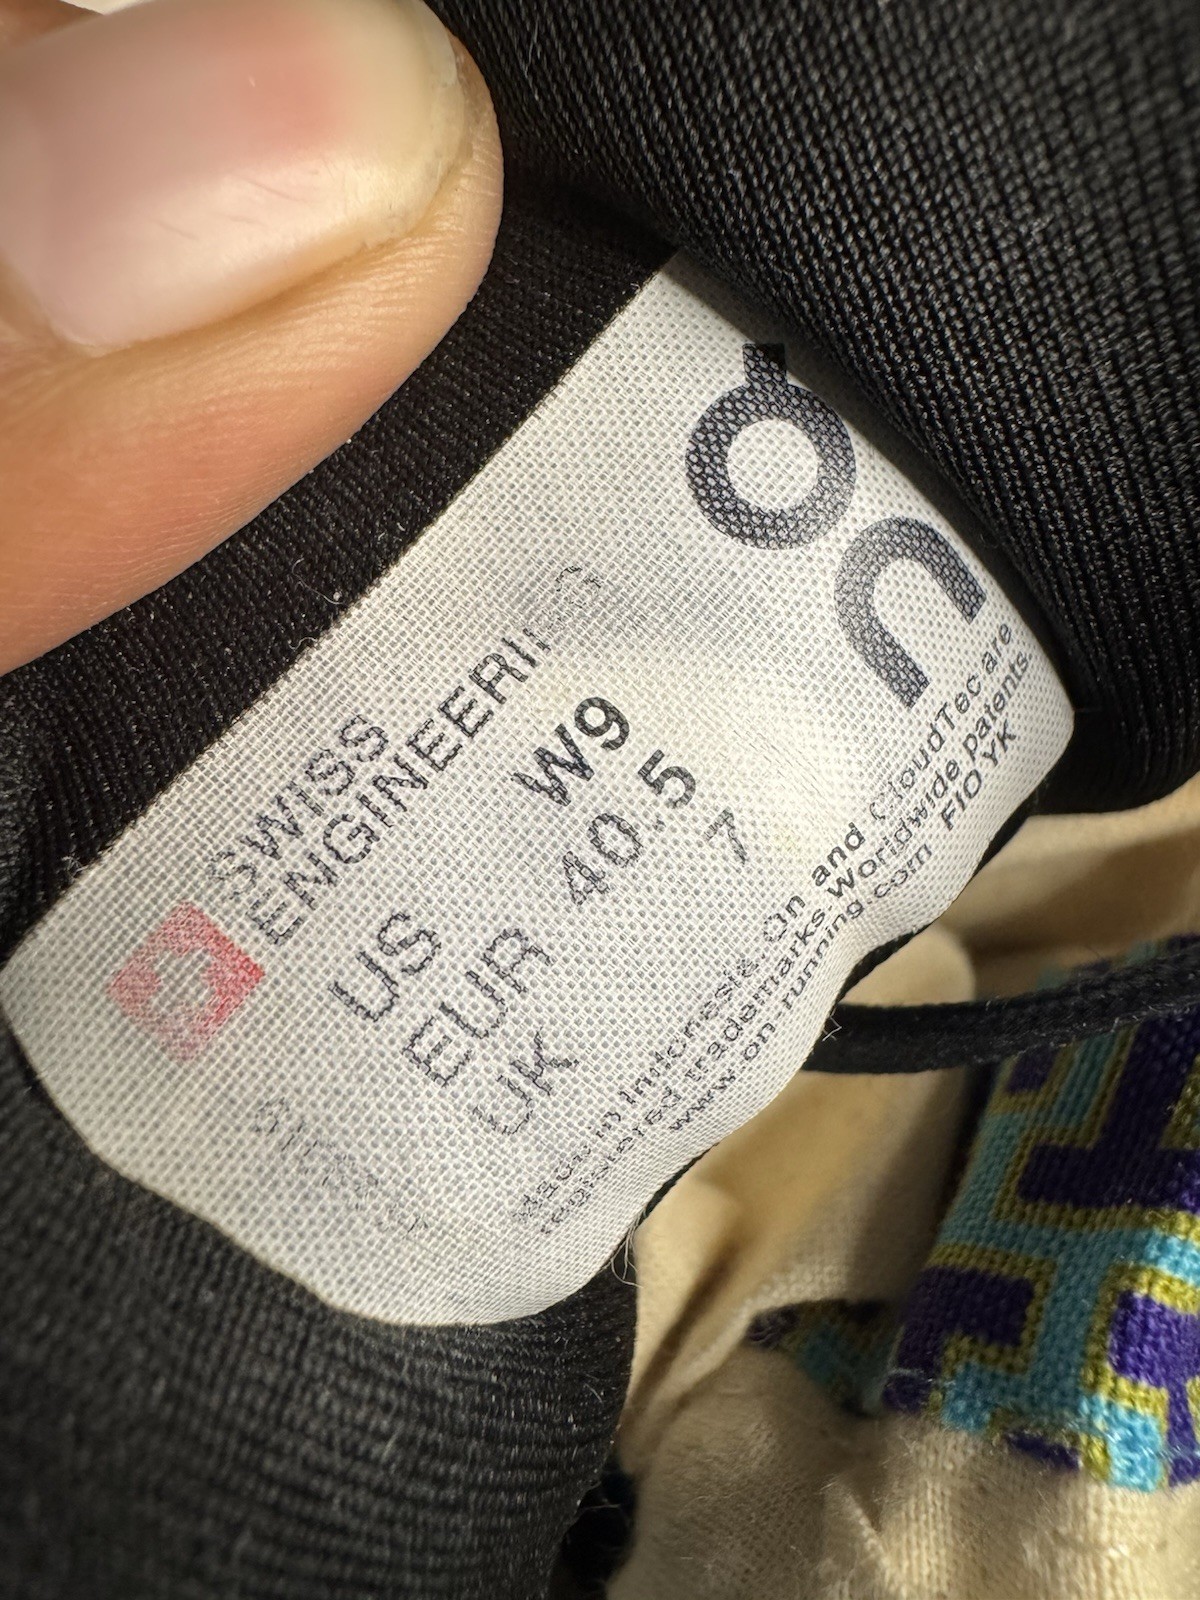 On
SWISS
ENGINEERING
US W9
EUR 40.5
UK 7
Made in Indonesia. On and CloudTec are
registered trademarks Worldwide patents.
www.on-running.com FIO YK